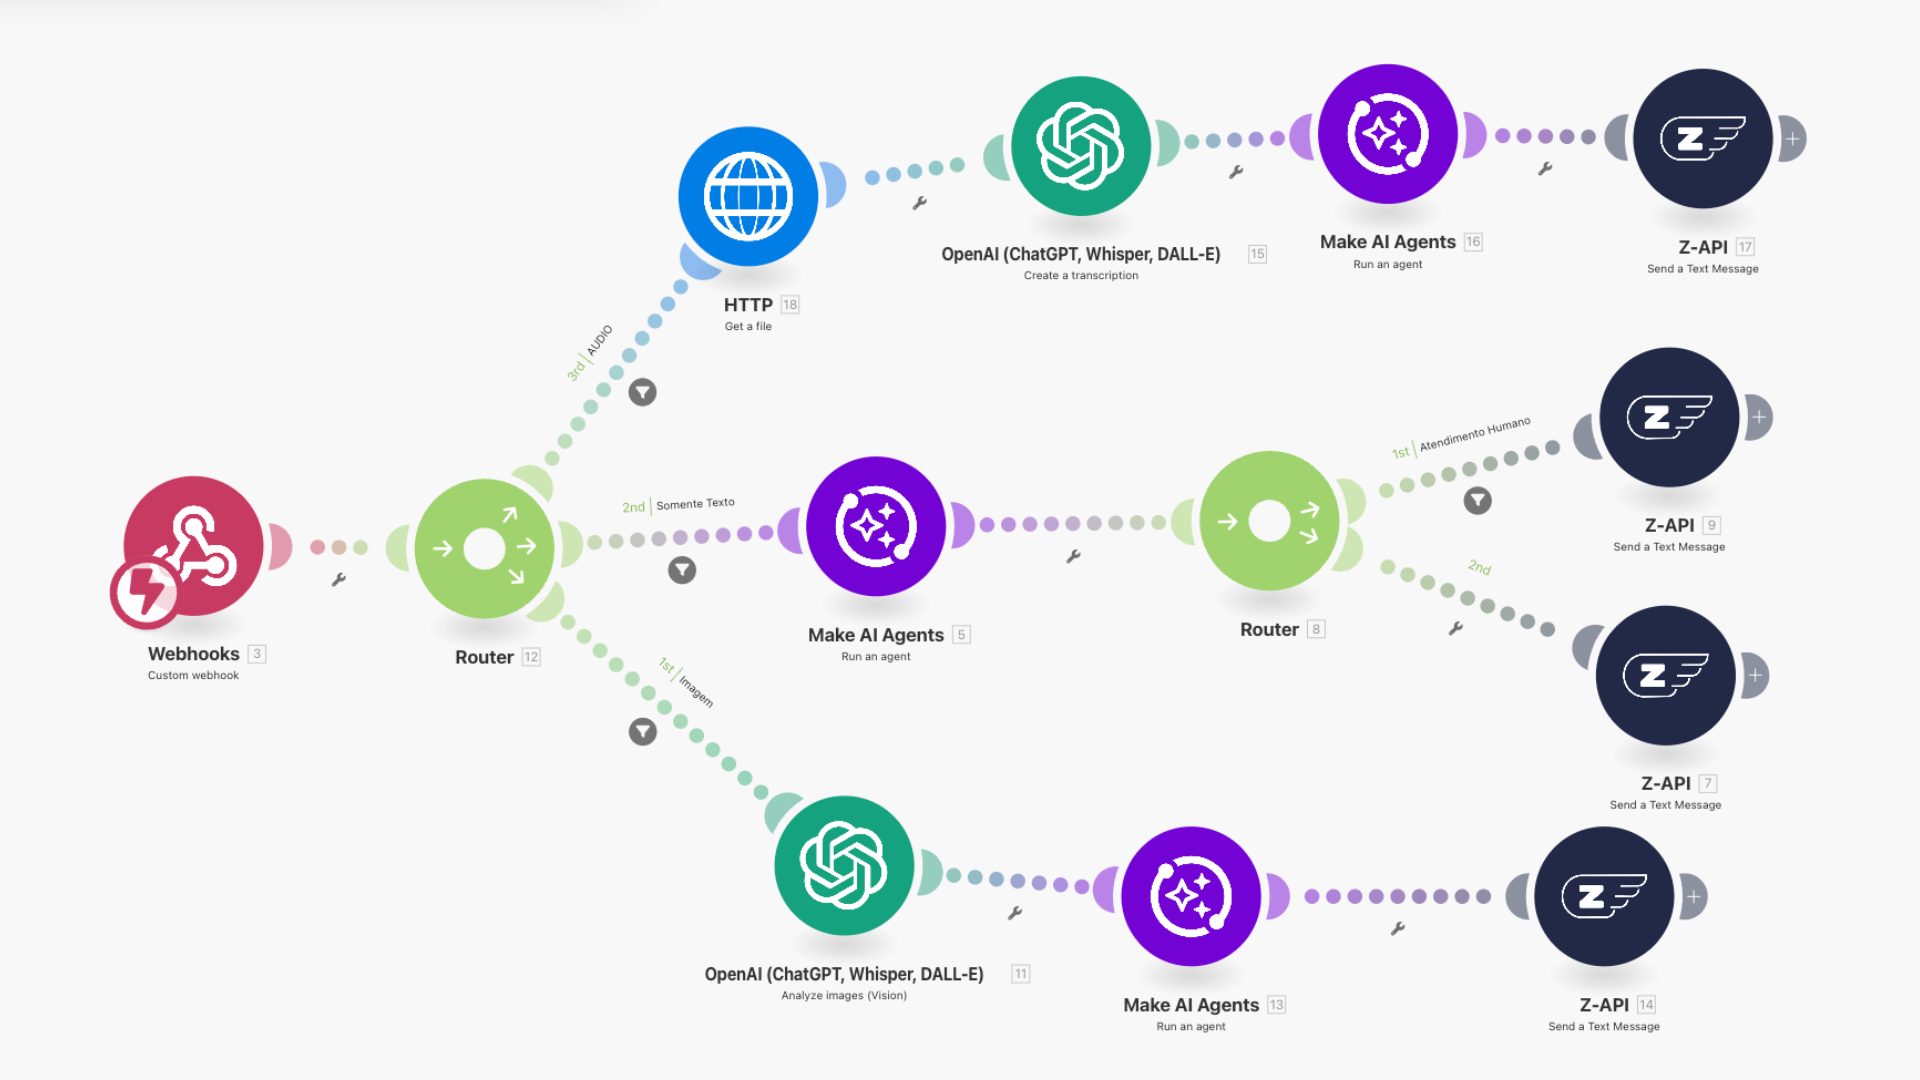 OpenAI (ChatGPT, Whisper, DALL-E) 15
Create a transcription
Make AI Agents 16
Run an agent
Z-API 17
Send a Text Message
HTTP 18
Get a file
3rd | AUDIO
Webhooks 3
Custom webhook
Router 12
2nd | Somente Texto
Make AI Agents 5
Run an agent
Router 8
1st | Atendimento Humano
Z-API 9
Send a Text Message
2nd
Z-API 7
Send a Text Message
1st | Imagem
OpenAI (ChatGPT, Whisper, DALL-E) 11
Analyze images (Vision)
Make AI Agents 13
Run an agent
Z-API 14
Send a Text Message